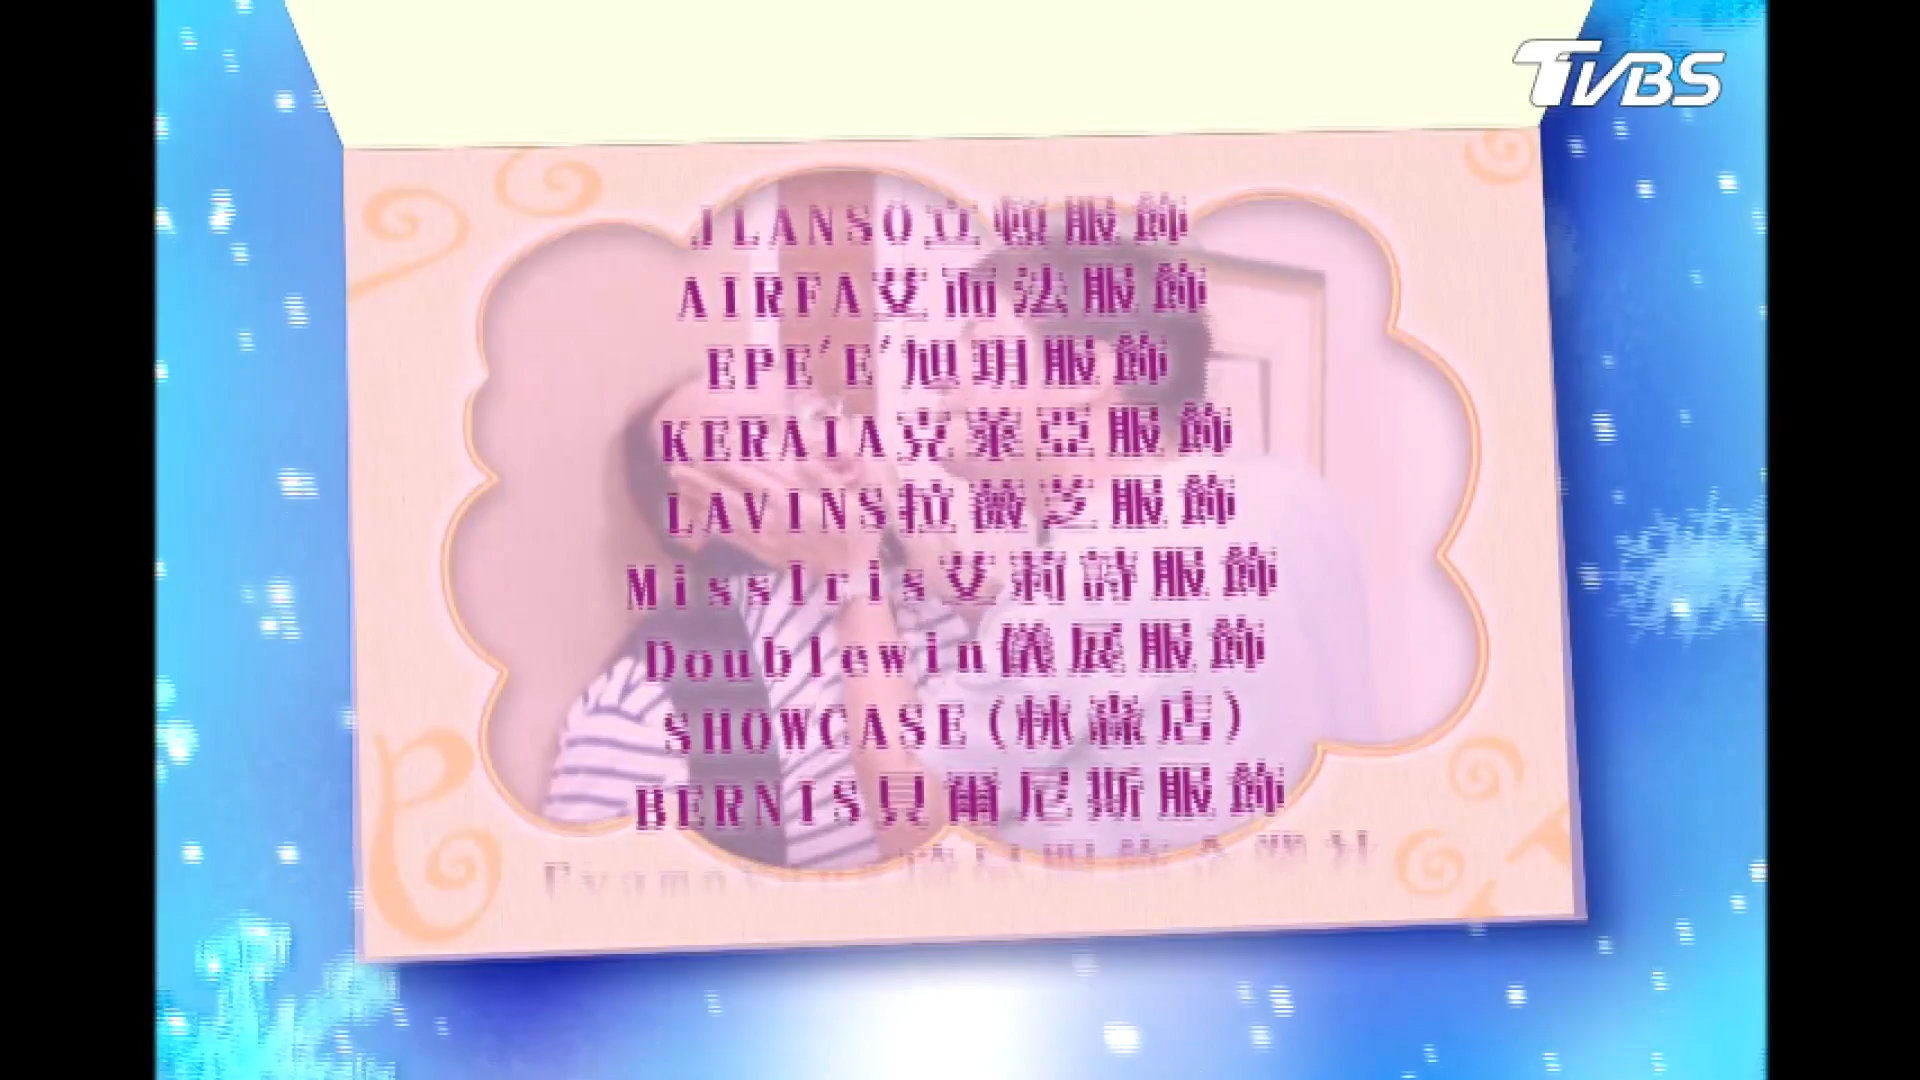 TVBS
JLANSO立頓服飾
AIRFA艾而法服飾
EPE'E'旭玥服飾
KERAIA克萊亞服飾
LAVINS拉薇芝服飾
MissIris艾莉詩服飾
Doublewin展服飾
SHOWCASE(林森店)
BERNIS貝爾尼斯服飾